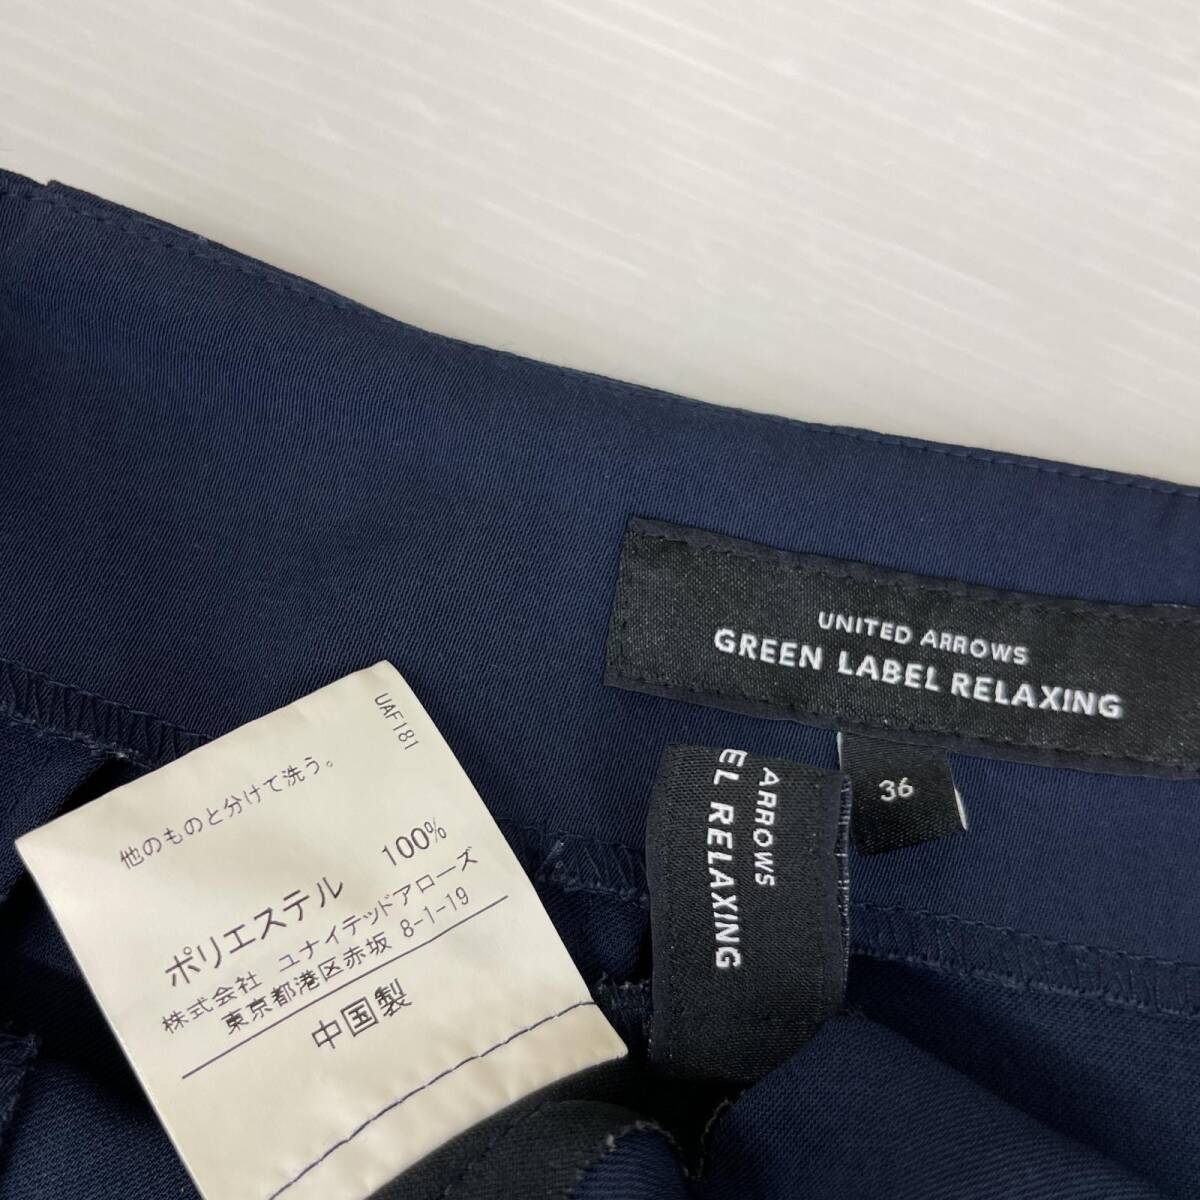 UNITED ARROWS
GREEN LABEL RELAXING
36
ARROWS
EL RELAXING
UAF181
他のものと分けて洗う。
ポリエステル 100%
株式会社 ユナイテッドアローズ
東京都港区赤坂 8-1-19
中国製